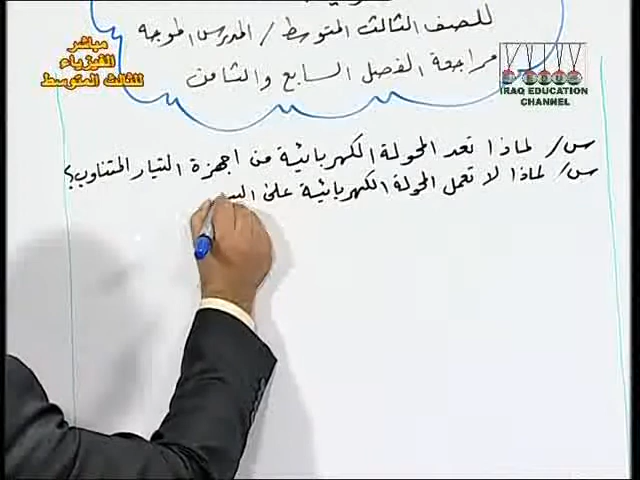 للصف الثالث المتوسط / المدرس الموجه
مراجعة الفصل السابع والثامن
مباشر
الفيزياء
للثالث المتوسط
IRAQ EDUCATION
CHANNEL
س/ لماذا تعد المحولة الكهربائية من اجهزة التيار المتناوب؟
س/ لماذا لا تعمل المحولة الكهربائية على